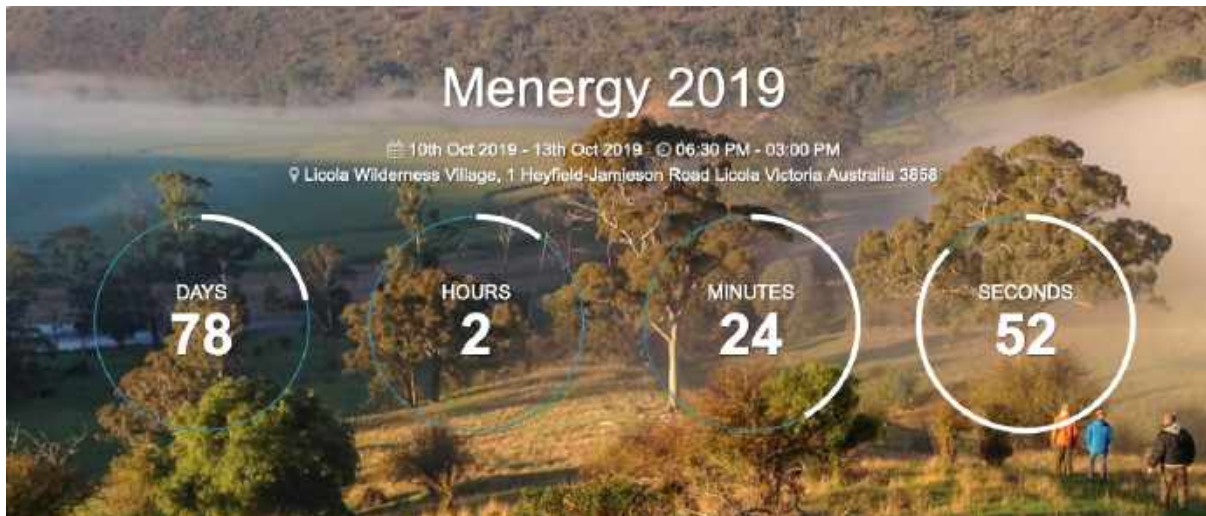 Menergy 2019
10th Oct 2019 - 13th Oct 2019 06:30 PM - 03:00 PM
Licola Wilderness Village, 1 Heyfield-Jamieson Road Licola Victoria Australia 3858
DAYS HOURS MINUTES SECONDS
78 2 24 52